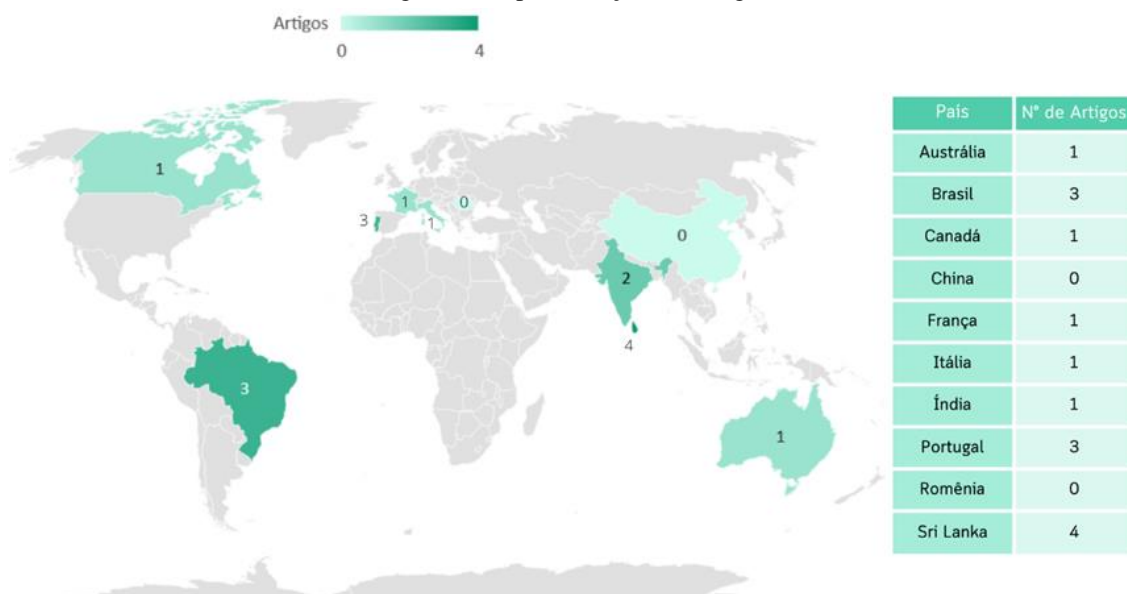 Artigos
0 4
1
3
1
1
0
0
2
4
3
1
País N° de Artigos
Austrália 1
Brasil 3
Canadá 1
China 0
França 1
Itália 1
Índia 1
Portugal 3
Romênia 0
Sri Lanka 4